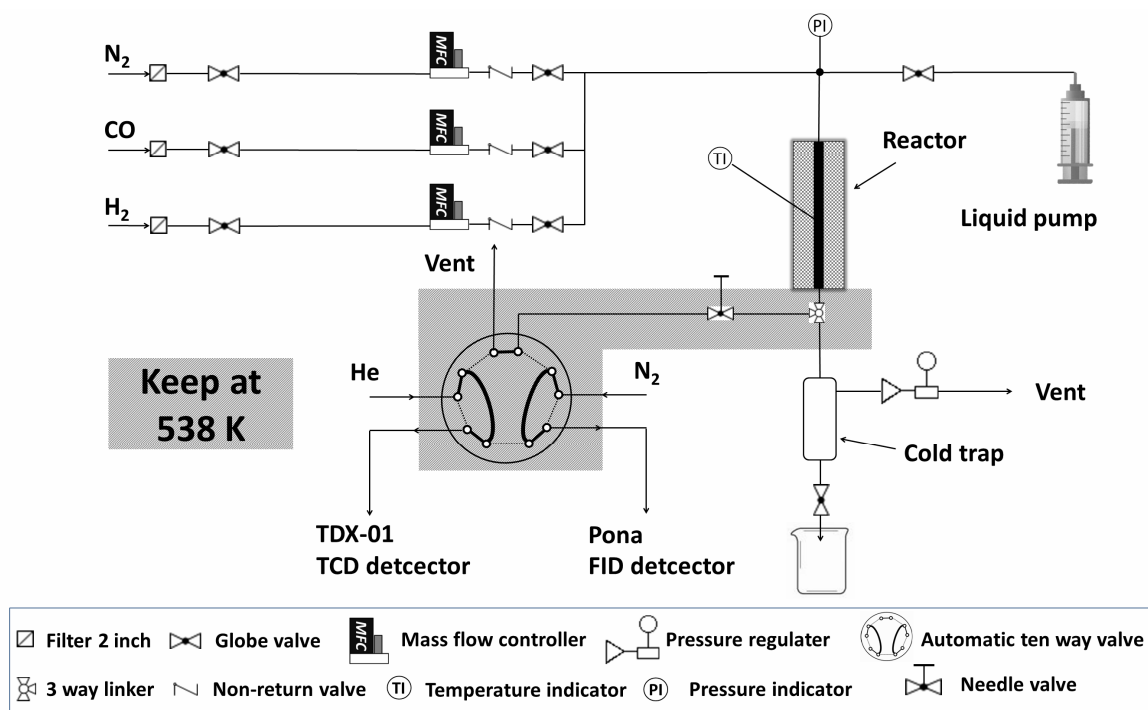 PI
N2
MFC
CO
MFC
TI
Reactor
H2
MFC
Liquid pump
Vent
Keep at
538 K
He
N2
Vent
Cold trap
TDX-01
TCD detcector
Pona
FID detcector
Filter 2 inch
Globe valve
MFC
Mass flow controller
Pressure regulater
Automatic ten way valve
3 way linker
Non-return valve
TI
Temperature indicator
PI
Pressure indicator
Needle valve